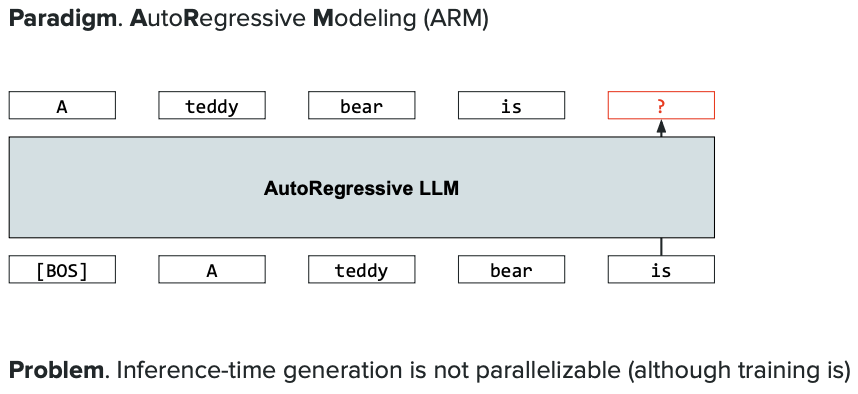 Paradigm. AutoRegressive Modeling (ARM)
A teddy bear is ?
AutoRegressive LLM
[BOS] A teddy bear is
Problem. Inference-time generation is not parallelizable (although training is)